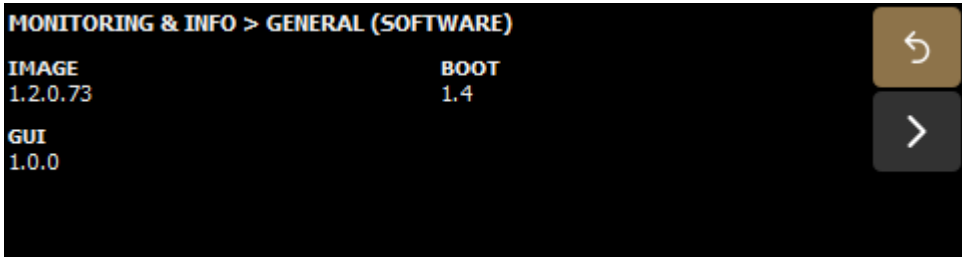 MONITORING & INFO > GENERAL (SOFTWARE)
IMAGE
1.2.0.73
BOOT
1.4
GUI
1.0.0